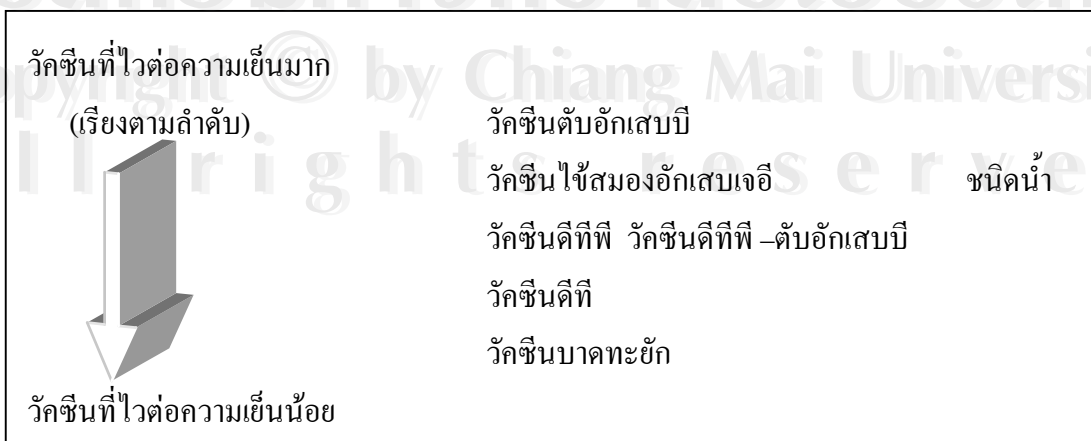 วัคซีนที่ไวต่อความเย็นมาก
(เรียงตามลำดับ) วัคซีนตับอักเสบบี
วัคซีนไข้สมองอักเสบเจอี ชนิดน้ำ
วัคซีนดีทีพี วัคซีนดีทีพี –ตับอักเสบบี
วัคซีนดีที
วัคซีนบาดทะยัก
วัคซีนที่ไวต่อความเย็นน้อย
opyright © by Chiang Mai Universi
l l r i g h t s r e s e r v e